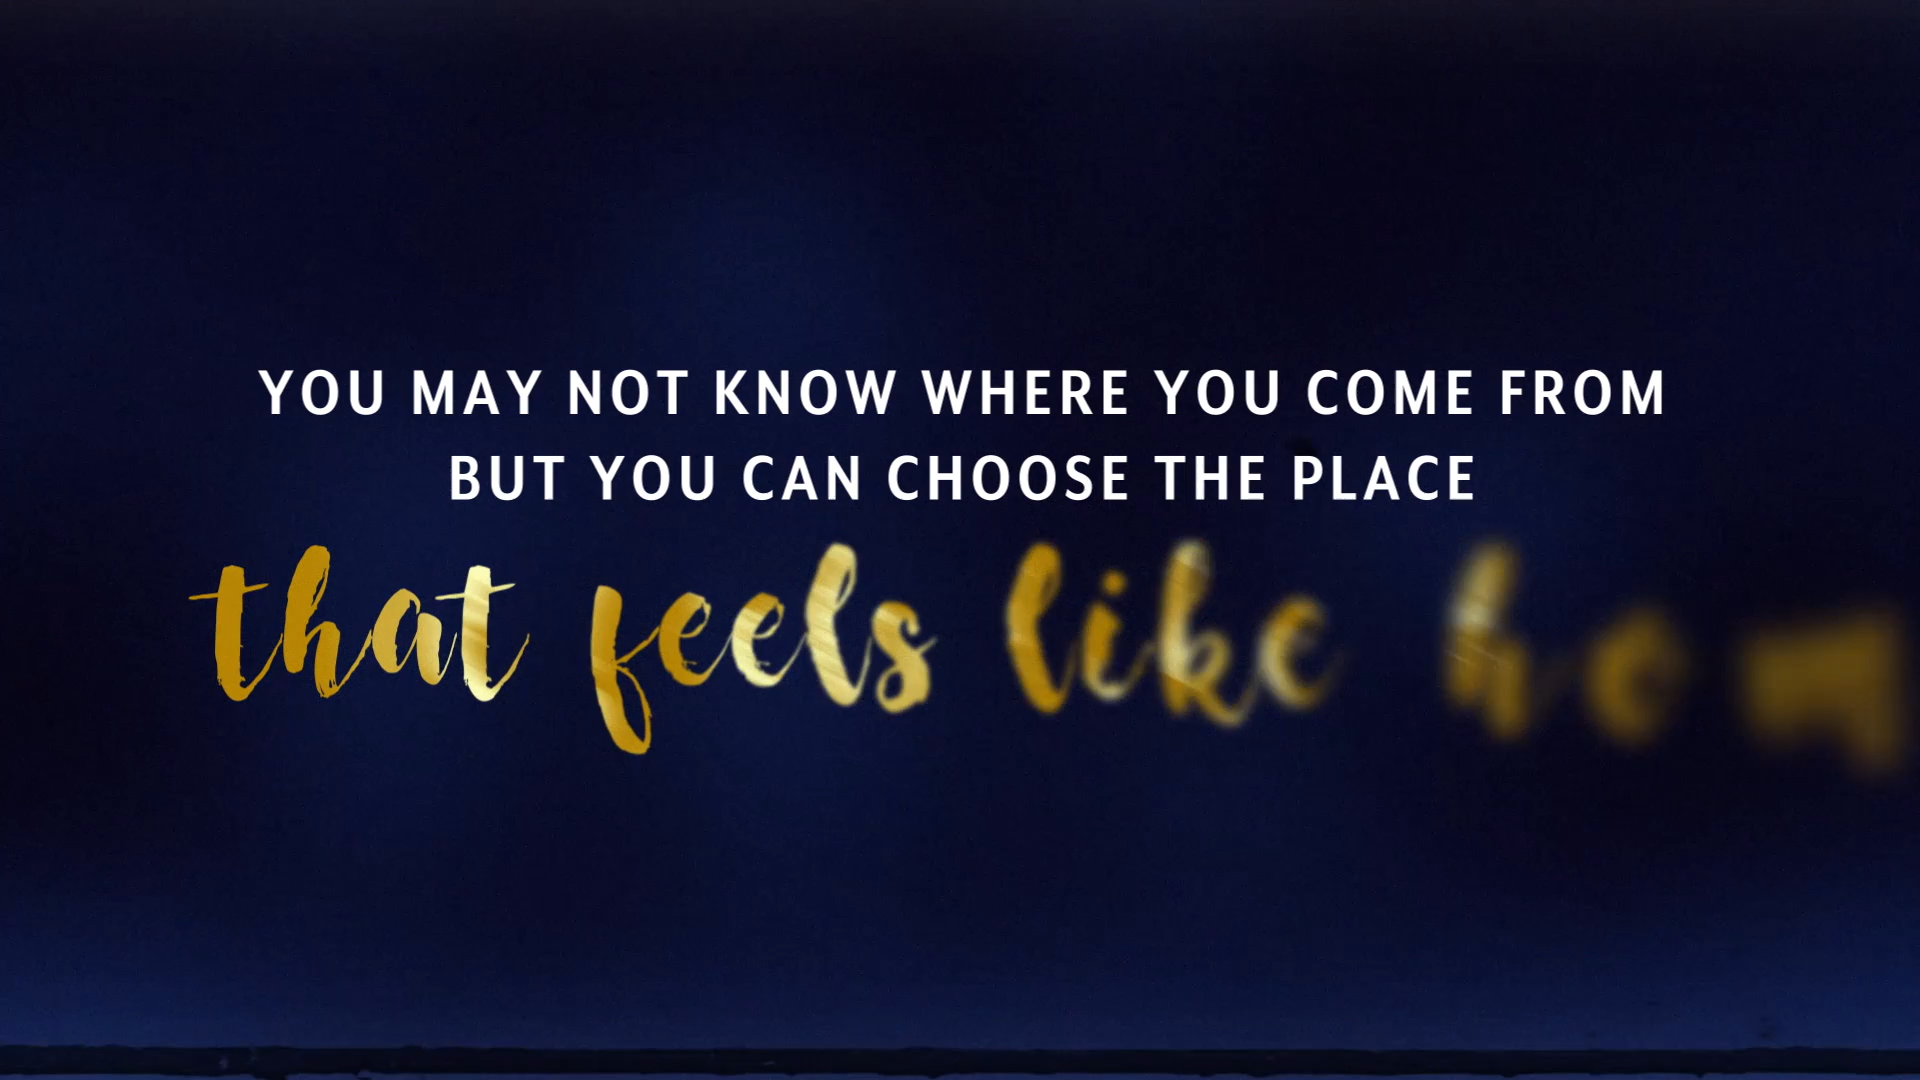 YOU MAY NOT KNOW WHERE YOU COME FROM
BUT YOU CAN CHOOSE THE PLACE
that feels like